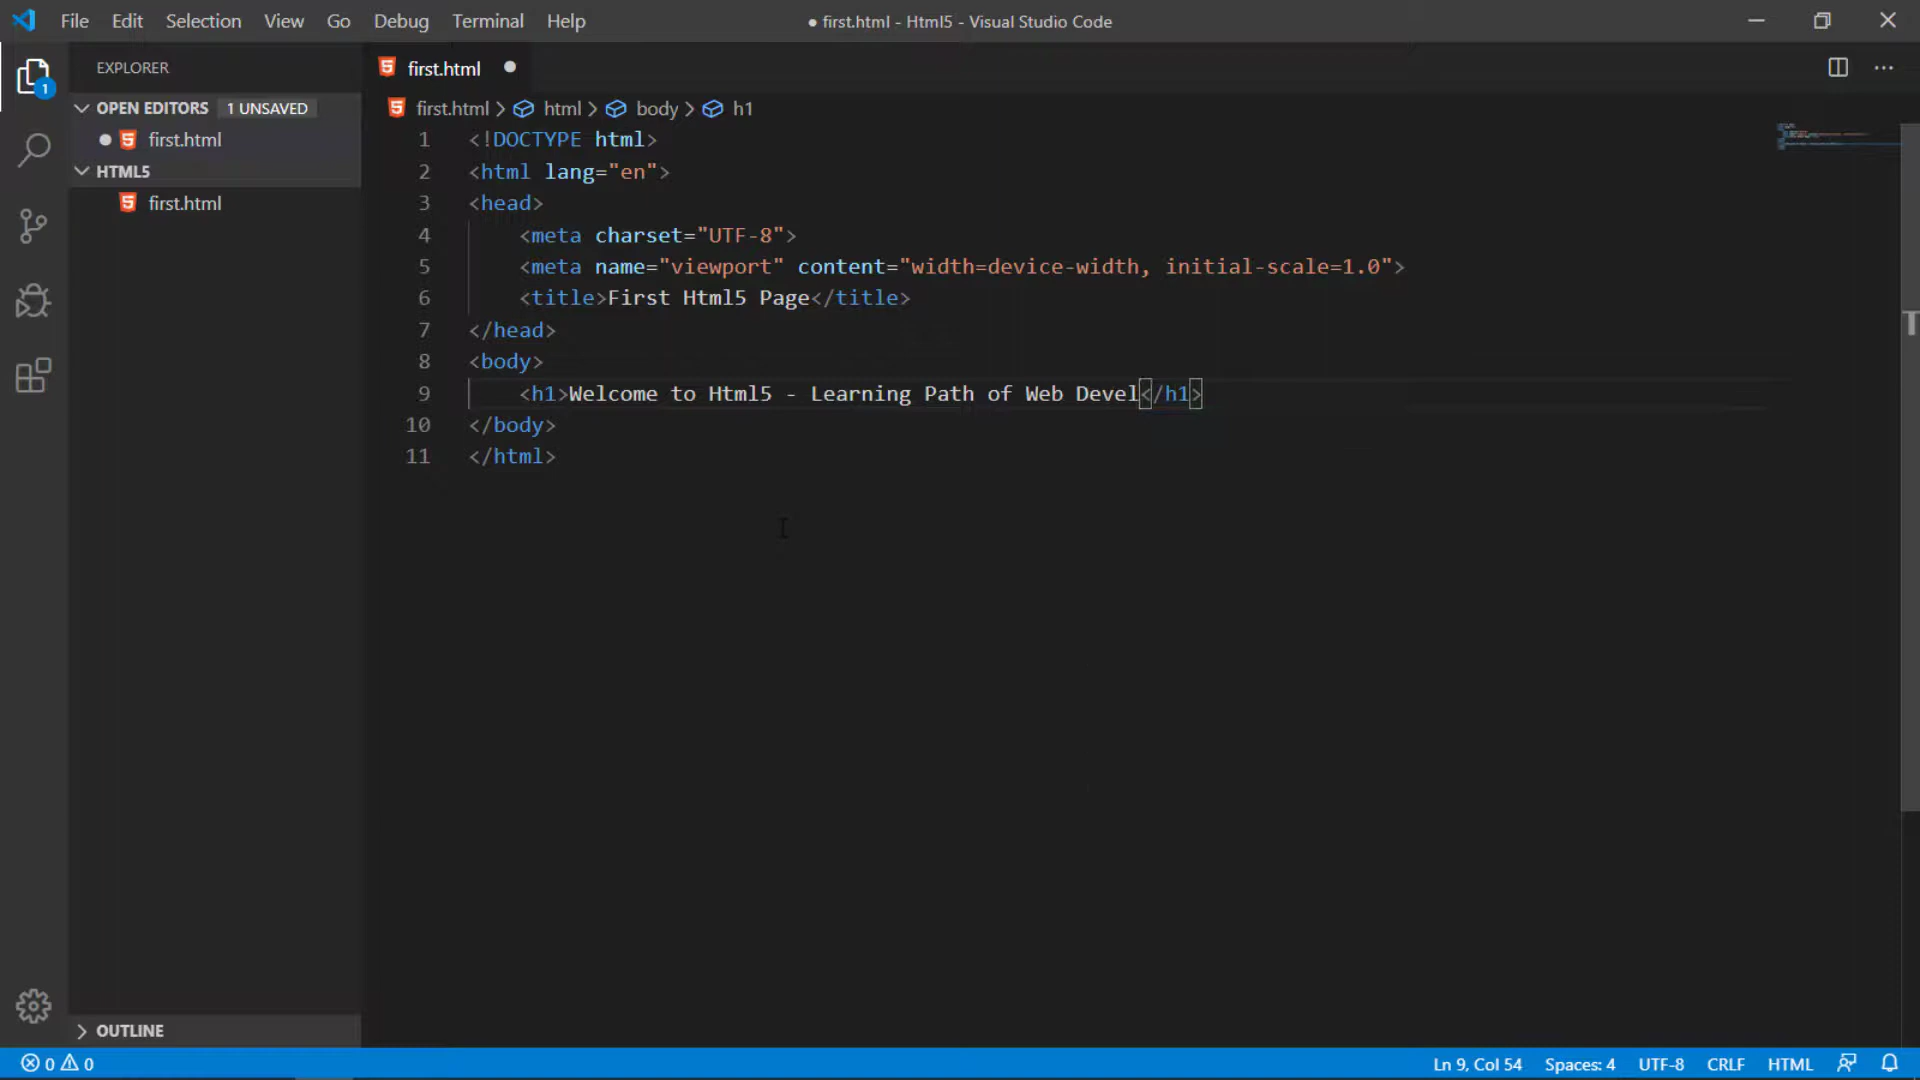 File Edit Selection View Go Debug Terminal Help ● first.html - Html5 - Visual Studio Code
EXPLORER
OPEN EDITORS 1 UNSAVED
first.html
HTML5
first.html
OUTLINE
1
first.html
first.html > html > body > h1
1 <!DOCTYPE html>
2 <html lang="en">
3 <head>
4 <meta charset="UTF-8">
5 <meta name="viewport" content="width=device-width, initial-scale=1.0">
6 <title>First Html5 Page</title>
7 </head>
8 <body>
9 <h1>Welcome to Html5 - Learning Path of Web Devel</h1>
10 </body>
11 </html>
T
0 0 Ln 9, Col 54 Spaces: 4 UTF-8 CRLF HTML